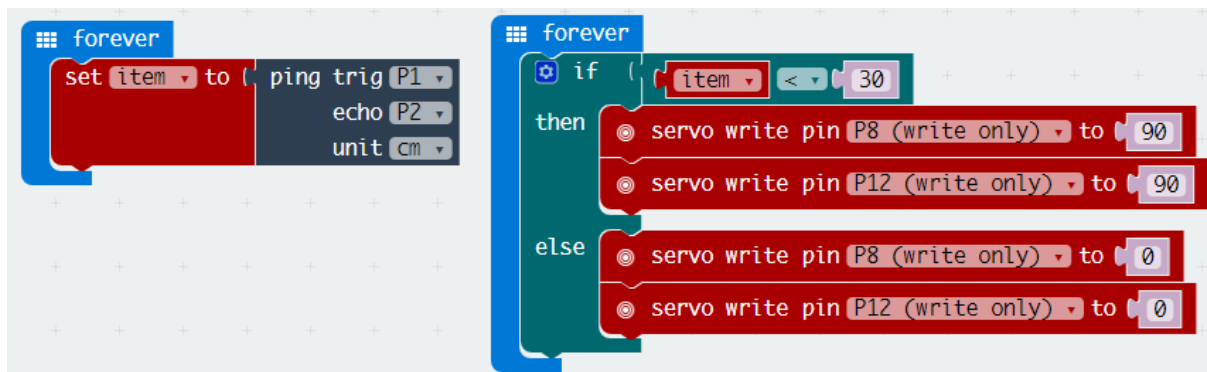 forever
set item to ping trig P1
echo P2
unit cm
forever
if item < 30
then servo write pin P8 (write only) to 90
servo write pin P12 (write only) to 90
else servo write pin P8 (write only) to 0
servo write pin P12 (write only) to 0